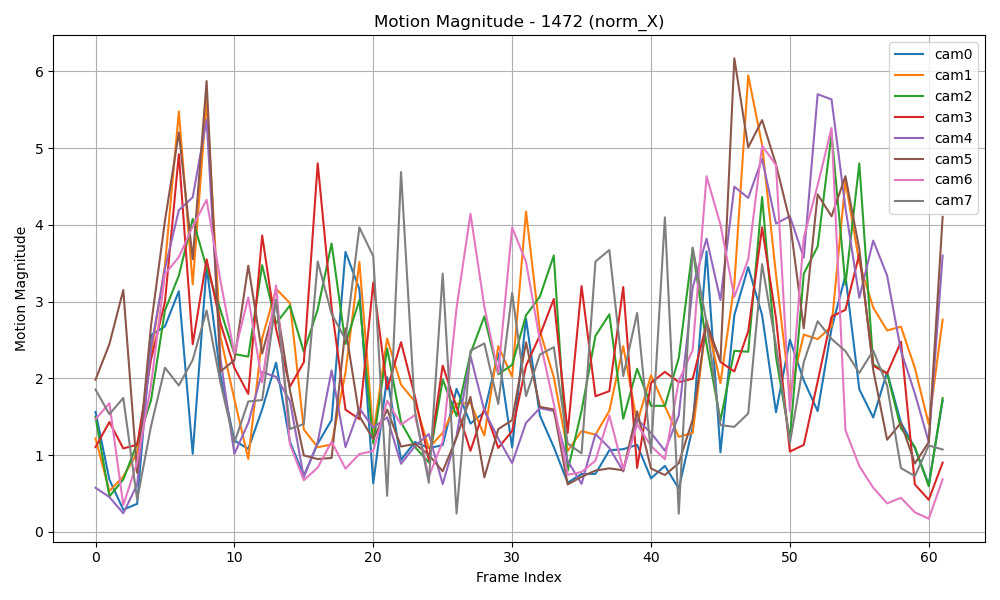 Motion Magnitude - 1472 (norm_X)
Motion Magnitude
6
5
4
3
2
1
0
0
10
20
30
40
50
60
Frame Index
cam0
cam1
cam2
cam3
cam4
cam5
cam6
cam7